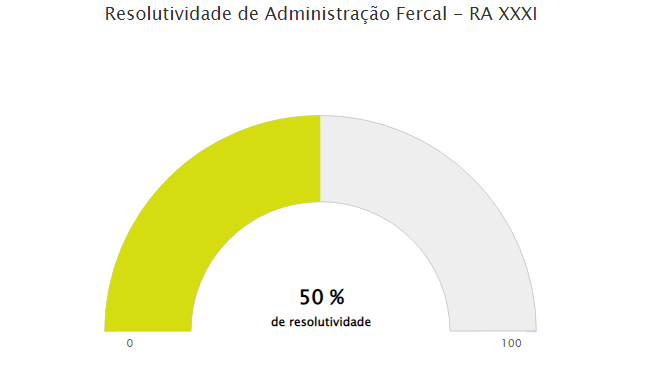 Resolutividade de Administração Fercal - RA XXXI
50 %
de resolutividade
0
100